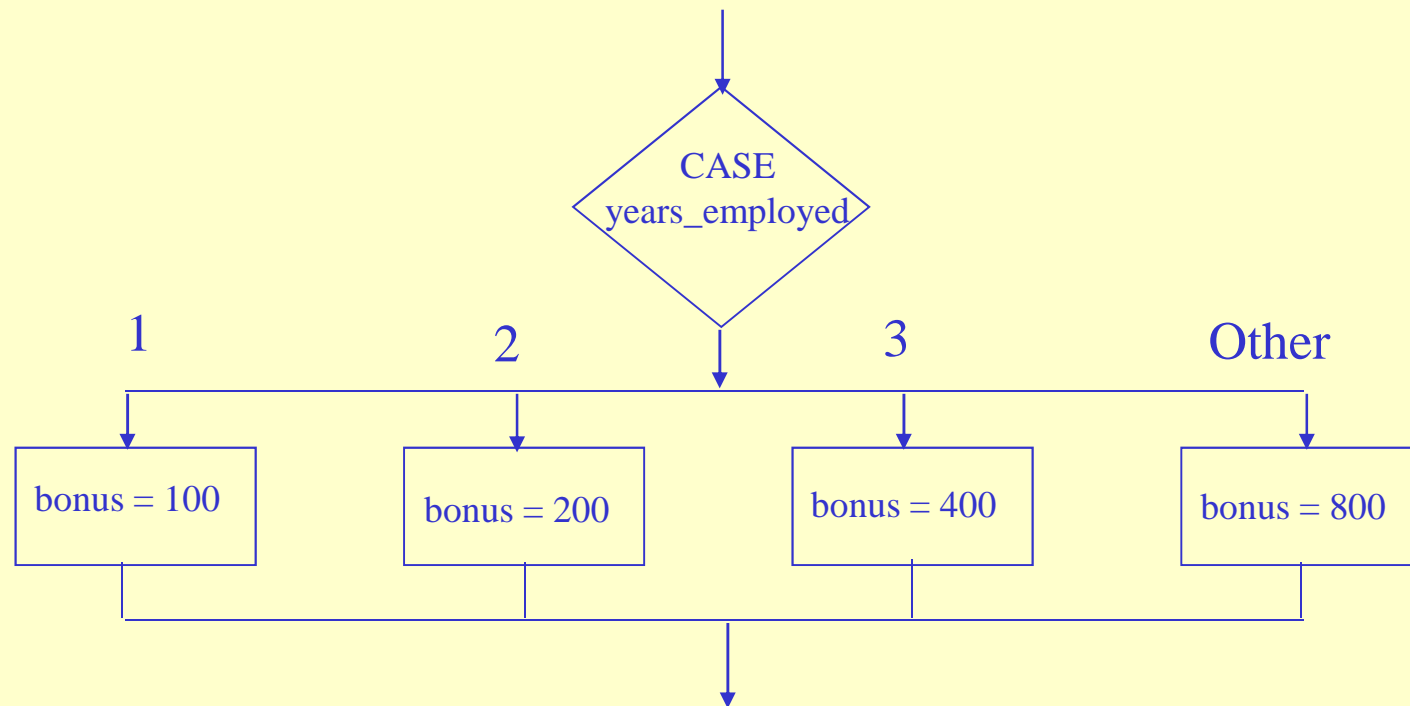 CASE
years_employed
1
2
3
Other
bonus = 100
bonus = 200
bonus = 400
bonus = 800